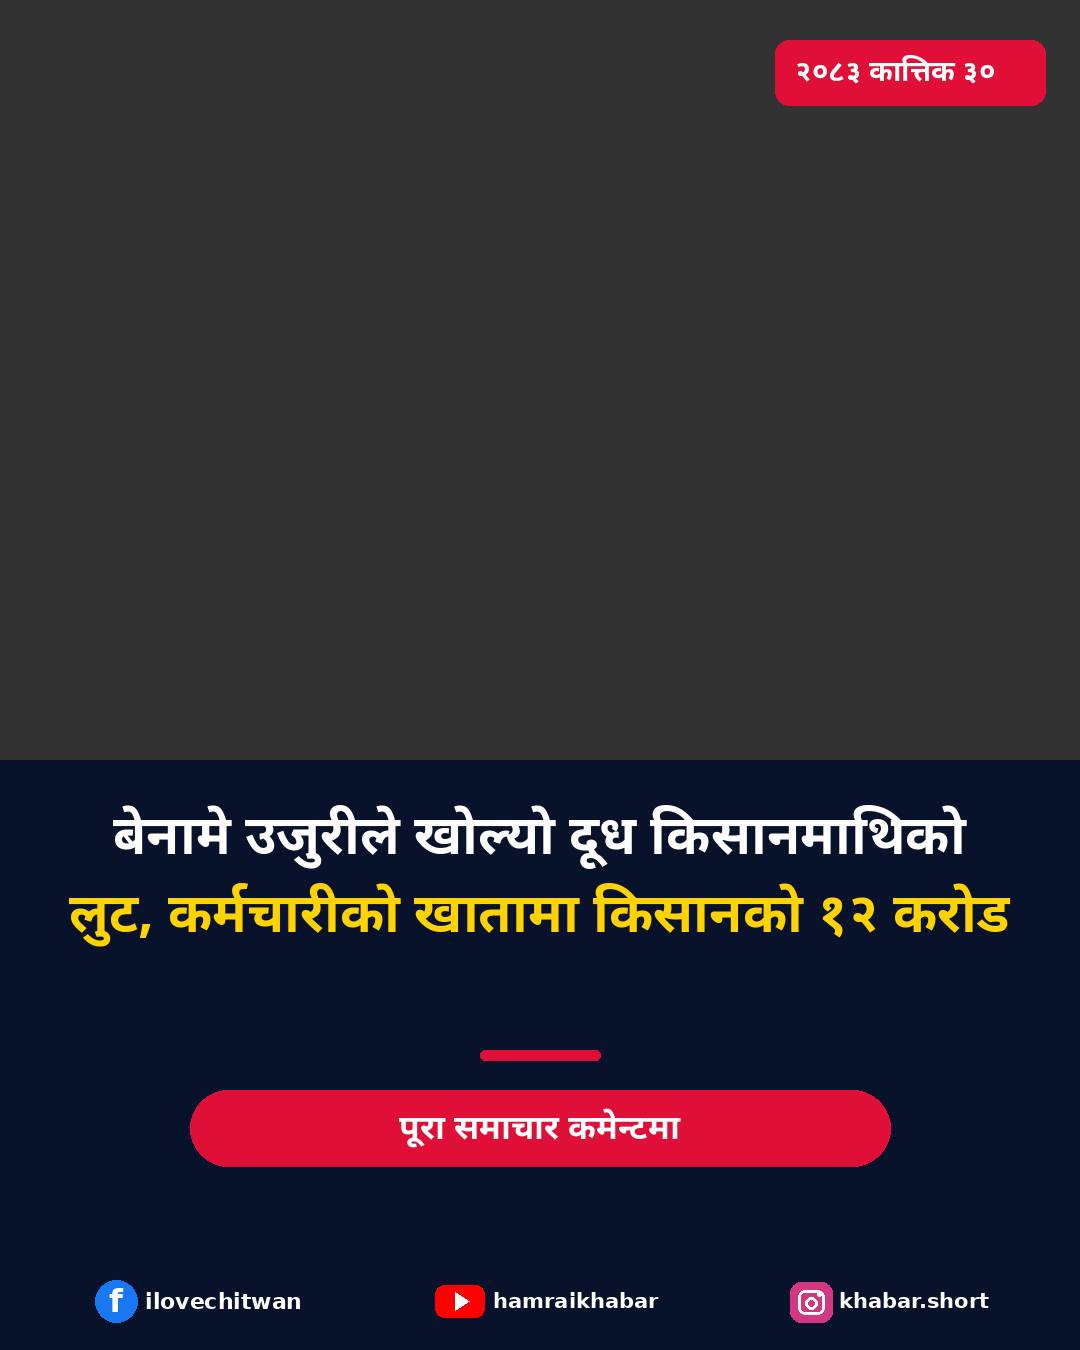 २०८३ कात्तिक ३०
बेनामे उजुरीले खोल्यो दूध किसानमाथिको
लुट, कर्मचारीको खातामा किसानको १२ करोड
पूरा समाचार कमेन्टमा
ilovechitwan
hamraikhabar
khabar.short